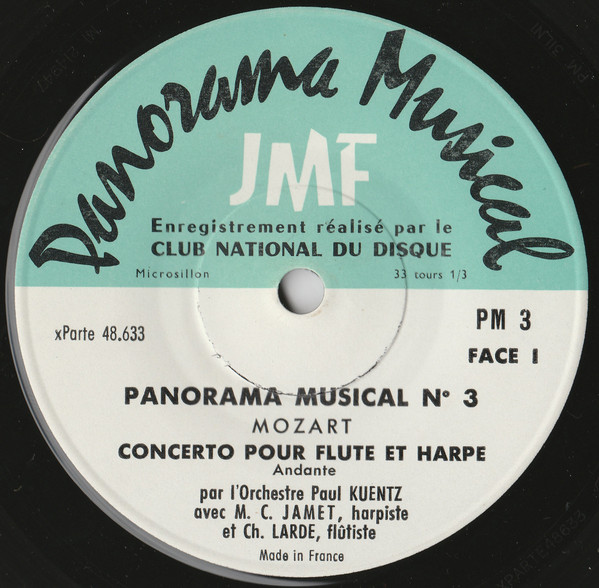 Panorama Musical
JMF
Enregistrement réalisé par le
CLUB NATIONAL DU DISQUE
Microsillon 33 tours 1/3
xParte 48.633
PM 3
FACE I
PANORAMA MUSICAL Nº 3
MOZART
CONCERTO POUR FLUTE ET HARPE
Andante
par l'Orchestre Paul KUENTZ
avec M. C. JAMET, harpiste
et Ch. LARDE, flûtiste
Made in France
XPARTE48633